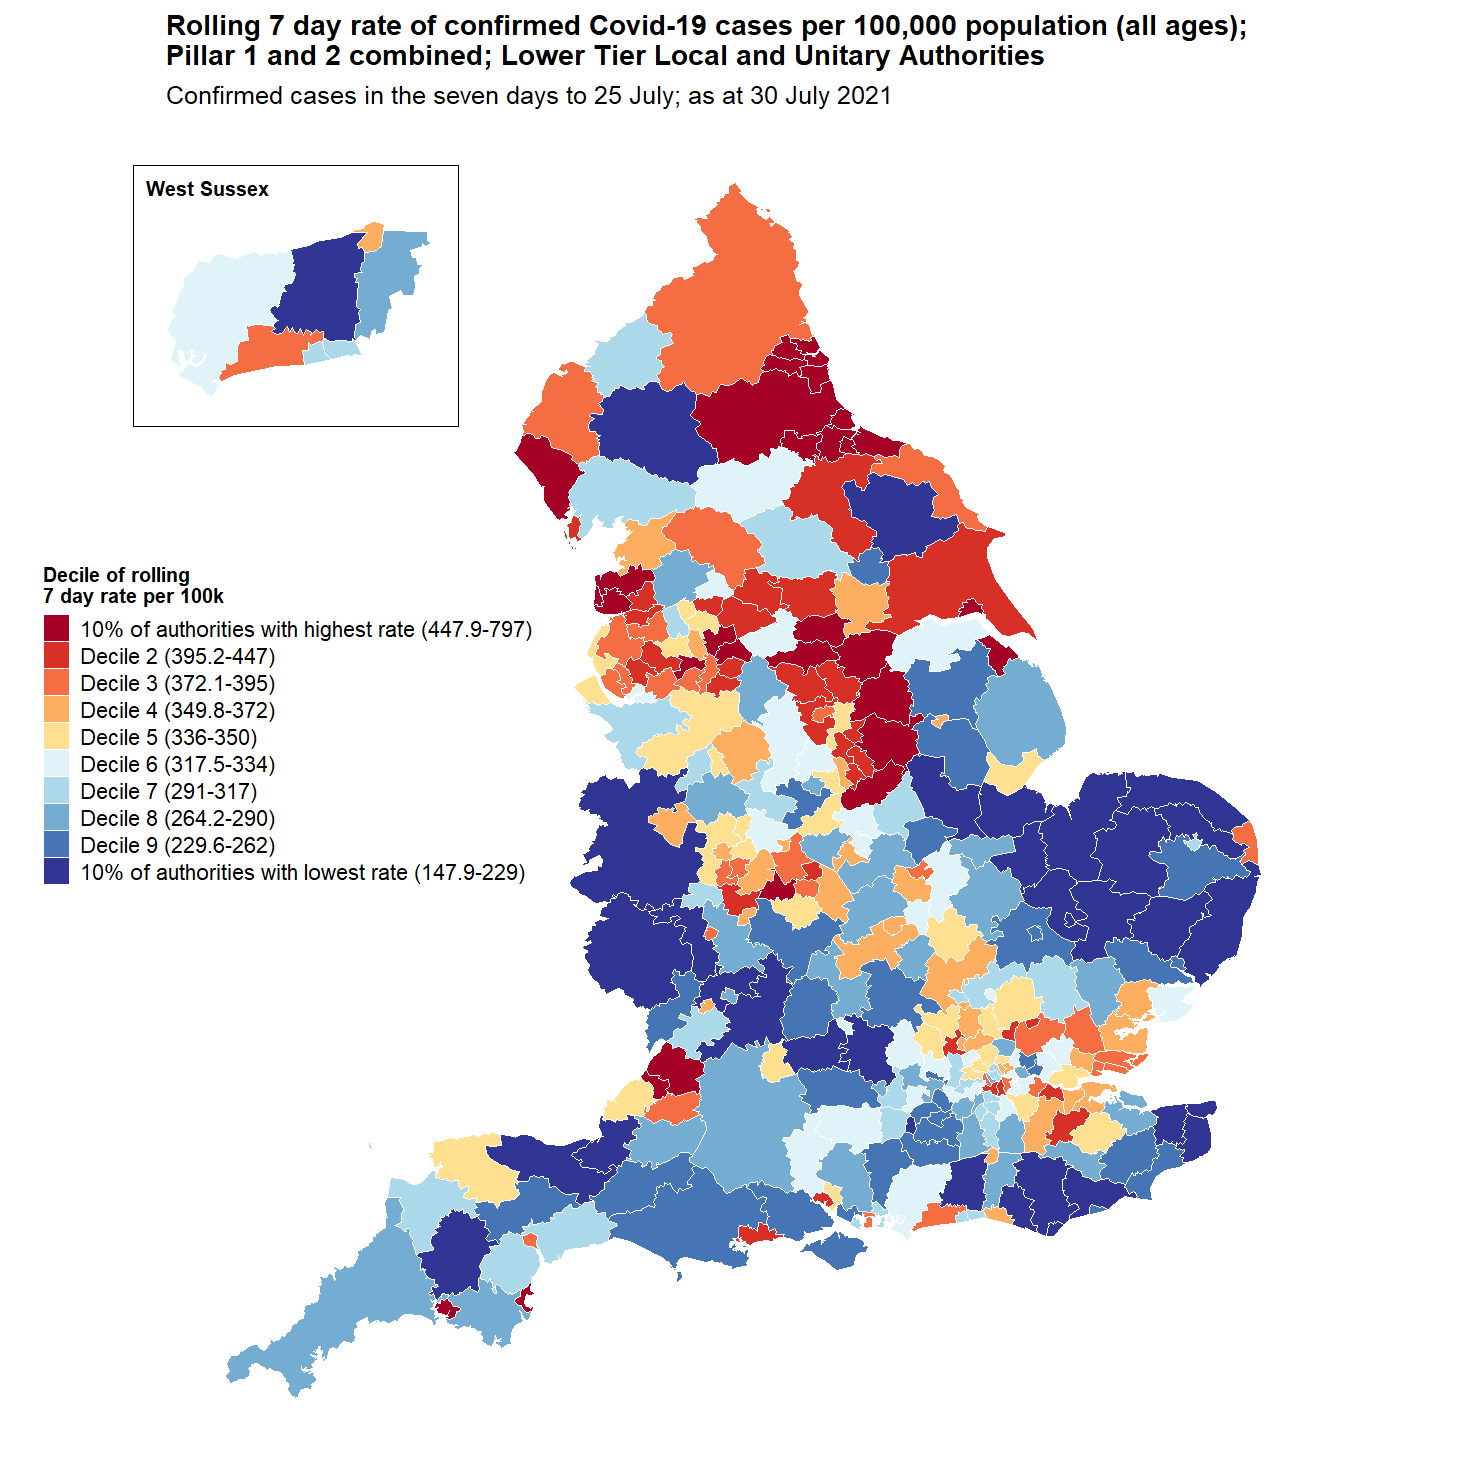 Rolling 7 day rate of confirmed Covid-19 cases per 100,000 population (all ages);
Pillar 1 and 2 combined; Lower Tier Local and Unitary Authorities
Confirmed cases in the seven days to 25 July; as at 30 July 2021
West Sussex
Decile of rolling
7 day rate per 100k
10% of authorities with highest rate (447.9-797)
Decile 2 (395.2-447)
Decile 3 (372.1-395)
Decile 4 (349.8-372)
Decile 5 (336-350)
Decile 6 (317.5-334)
Decile 7 (291-317)
Decile 8 (264.2-290)
Decile 9 (229.6-262)
10% of authorities with lowest rate (147.9-229)